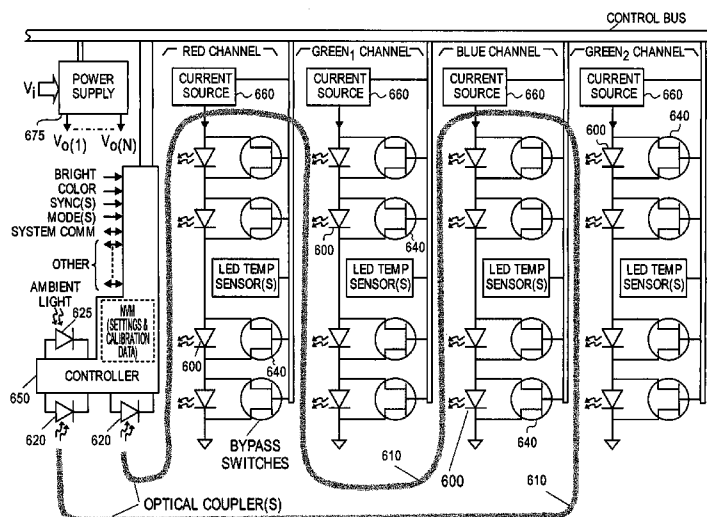 CONTROL BUS
RED CHANNEL
GREEN1 CHANNEL
BLUE CHANNEL
GREEN2 CHANNEL
POWER SUPPLY
Vi
675
Vo(1)
Vo(N)
CURRENT SOURCE
660
CURRENT SOURCE
660
CURRENT SOURCE
660
CURRENT SOURCE
660
600
640
BRIGHT
COLOR
SYNC(S)
MODE(S)
SYSTEM COMM
OTHER
AMBIENT LIGHT
625
NVM (SETTINGS & CALIBRATION DATA)
CONTROLLER
650
620
620
600
640
LED TEMP SENSOR(S)
LED TEMP SENSOR(S)
LED TEMP SENSOR(S)
LED TEMP SENSOR(S)
600
640
BYPASS SWITCHES
610
600
640
610
OPTICAL COUPLER(S)